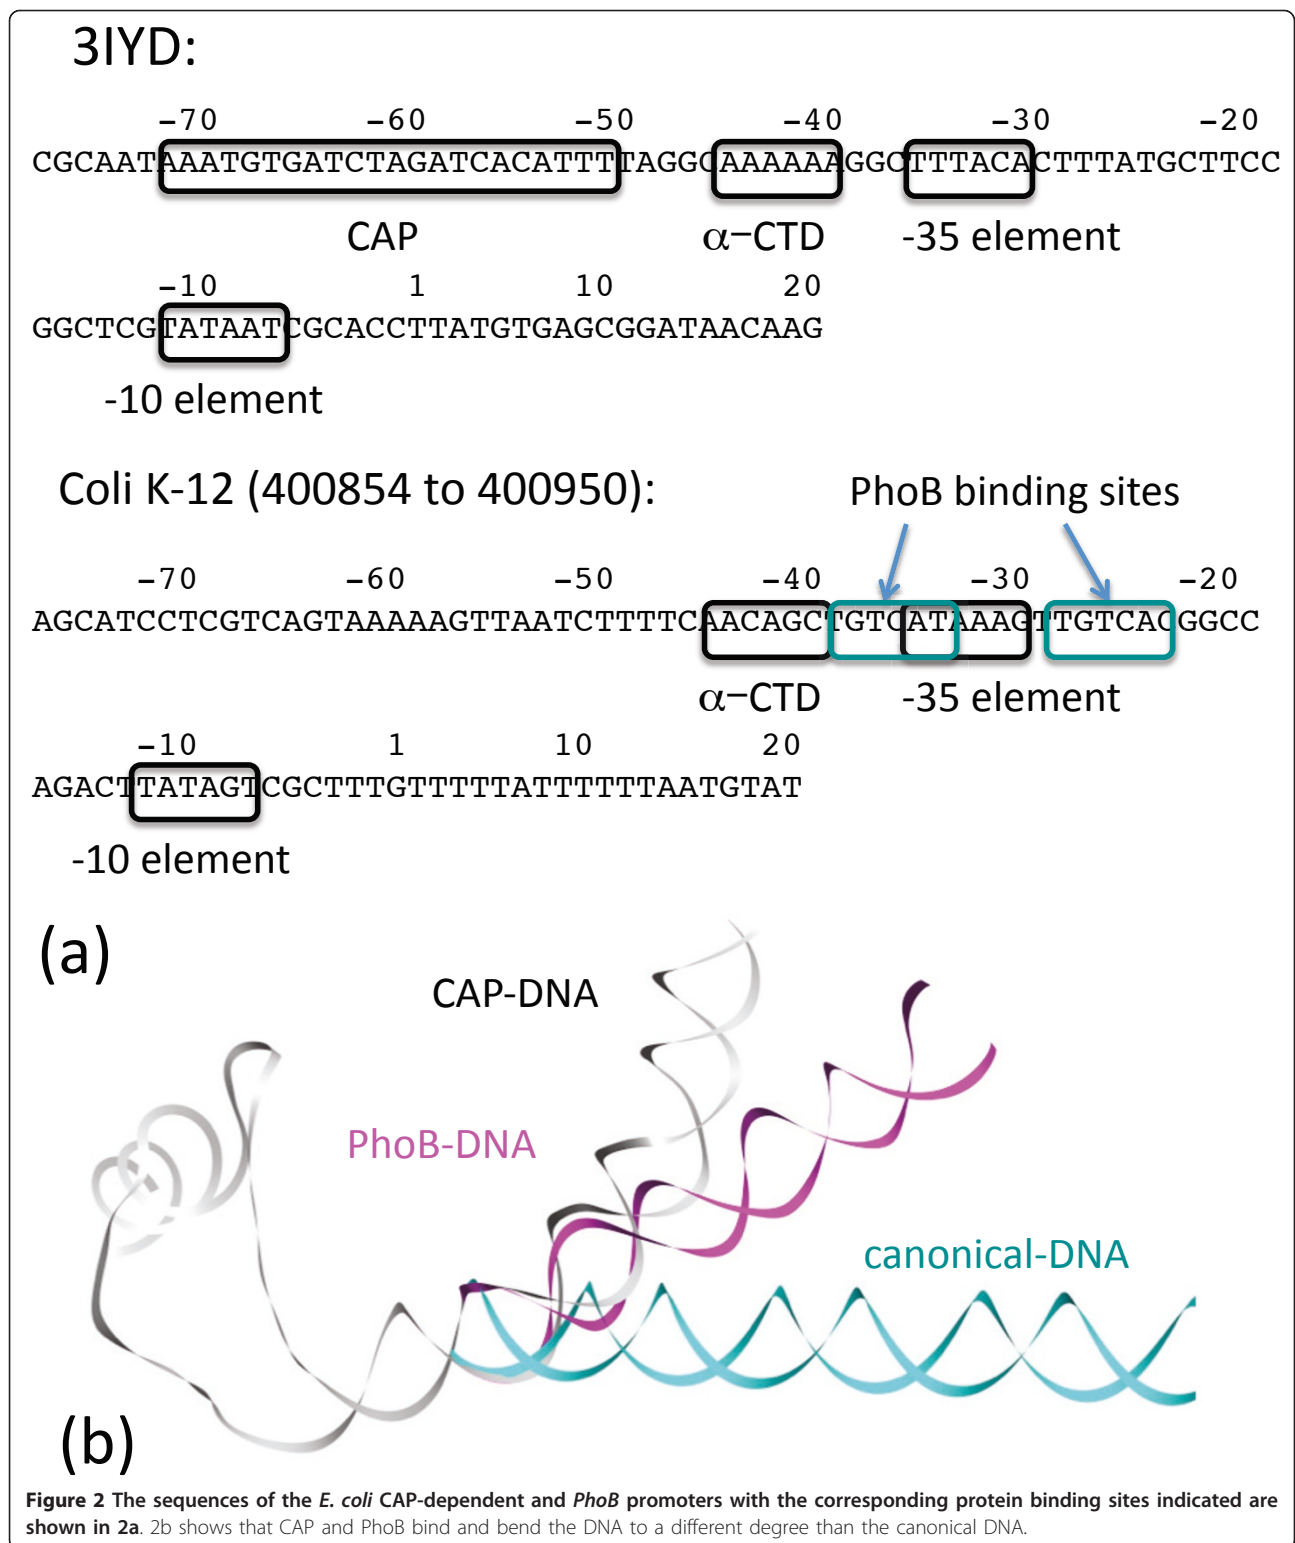 3IYD:
−70 −60 −50 −40 −30 −20
CGCAATAAATGTGATCTAGATCACATTTTAGGCAAAAAAGGCTTTACACTTTATGCTTCC
CAP α−CTD -35 element
−10 1 10 20
GGCTCGTATAATCGCACCTTATGTGAGCGGATAACAAG
-10 element
Coli K-12 (400854 to 400950): PhoB binding sites
−70 −60 −50 −40 −30 −20
AGCATCCTCGTCAGTAAAAAGTTAATCTTTTCAACAGCTGTCATAAAGTTGTCACGGCC
α−CTD -35 element
−10 1 10 20
AGACTTATAGTCGCTTTGTTTTTATTTTTTAATGTAT
-10 element
(a)
CAP-DNA
PhoB-DNA
canonical-DNA
(b)
Figure 2 The sequences of the E. coli CAP-dependent and PhoB promoters with the corresponding protein binding sites indicated are
shown in 2a. 2b shows that CAP and PhoB bind and bend the DNA to a different degree than the canonical DNA.